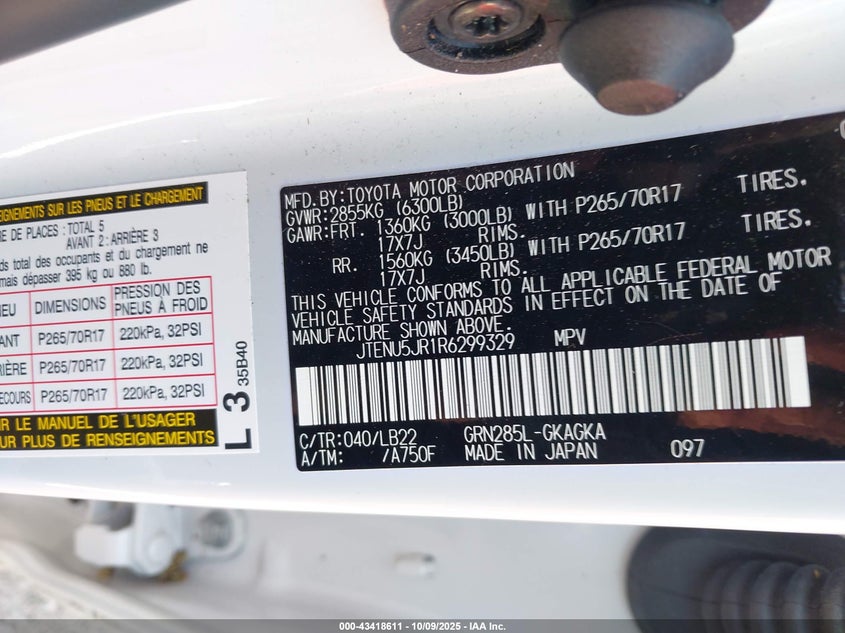 EIGNEMENTS SUR LES PNEUS ET LE CHARGEMENT
E DE PLACES : TOTAL 5
AVANT 2 : ARRIÈRE 3
ds total des occupants et du chargement ne
mais dépasser 395 kg ou 880 lb.
EU DIMENSIONS PRESSION DES PNEUS À FROID
ANT P265/70R17 220kPa, 32PSI
IÈRE P265/70R17 220kPa, 32PSI
ECOURS P265/70R17 220kPa, 32PSI
IR LE MANUEL DE L'USAGER
UR PLUS DE RENSEIGNEMENTS
L 3 35B40
MFD.BY:TOYOTA MOTOR CORPORATION
GVWR:2855KG (6300LB)
GAWR:FRT. 1360KG (3000LB) WITH P265/70R17 TIRES.
17X7J RIMS.
RR. 1560KG (3450LB) WITH P265/70R17 TIRES.
17X7J RIMS.
THIS VEHICLE CONFORMS TO ALL APPLICABLE FEDERAL MOTOR
VEHICLE SAFETY STANDARDS IN EFFECT ON THE DATE OF
MANUFACTURE SHOWN ABOVE.
JTENU5JR1R6299329 MPV
C/TR:040/LB22 GRN285L-GKAGKA
A/TM: /A750F MADE IN JAPAN 097
000-43418611 - 10/09/2025 - IAA Inc.